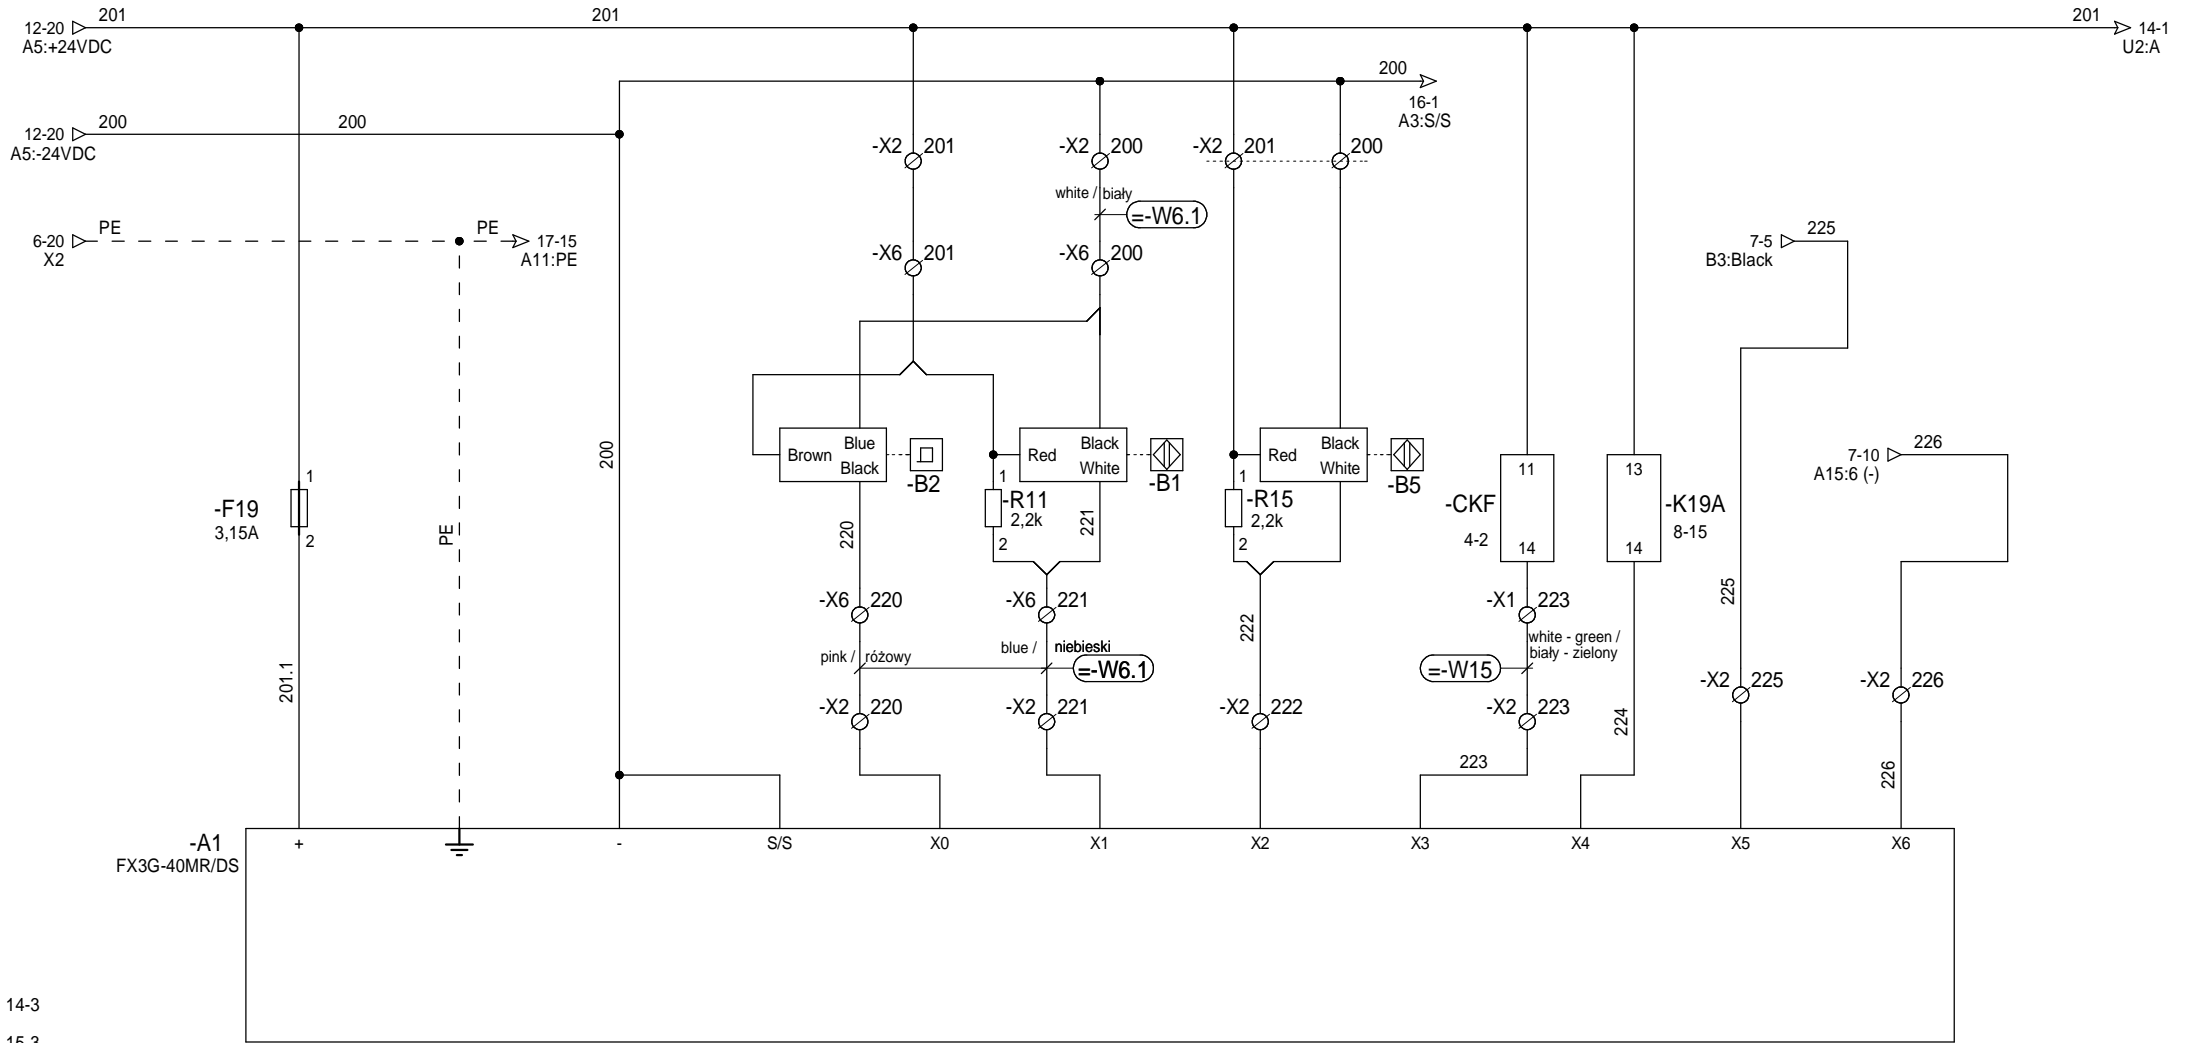 201
201
201
12-20
A5:+24VDC
14-1
U2:A
200
16-1
A3:S/S
200
200
12-20
A5:-24VDC
-X2
201
-X2
200
-X2
201
200
white / biały
=-W6.1
PE
PE
6-20
X2
17-15
A11:PE
-X6
201
-X6
200
225
7-5
B3:Black
200
Brown
Blue
Black
-B2
Red
Black
White
-B1
Red
Black
White
-B5
226
7-10
A15:6 (-)
1
-F19
3,15A
2
PE
220
1
-R11
2,2k
2
221
1
-R15
2,2k
2
11
-CKF
4-2
14
13
-K19A
8-15
14
225
-X6
220
-X6
221
222
-X1
223
white - green /
biały - zielony
pink / różowy
blue / niebieski
=-W6.1
=-W15
201.1
-X2
220
-X2
221
-X2
222
-X2
223
224
-X2
225
-X2
226
223
226
-A1
FX3G-40MR/DS
+
-
S/S
X0
X1
X2
X3
X4
X5
X6
14-3
15-3